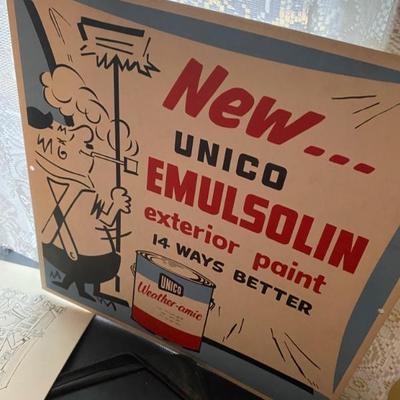 New...
UNICO
EMULSOLIN
exterior paint
14 WAYS BETTER
UNICO
Weather-amic